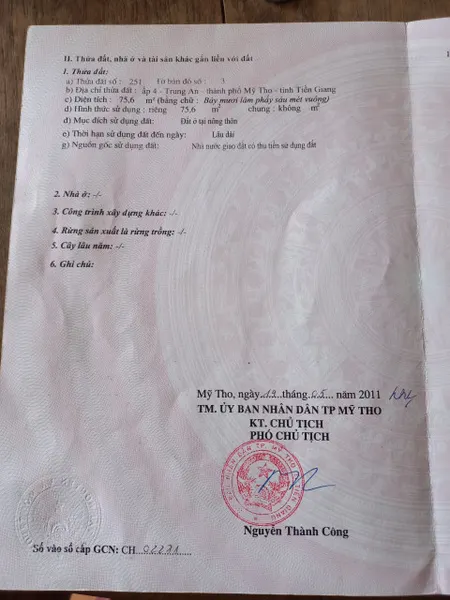 II. Thửa đất, nhà ở và tài sản khác gắn liền với đất
1. Thửa đất:
a) Thửa đất số : 251 Tờ bản đồ số : 3
b) Địa chỉ thửa đất : ấp 4 - Trung An - thành phố Mỹ Tho - tỉnh Tiền Giang
c) Diện tích : 75,6 m² (bằng chữ : Bảy mươi lăm phẩy sáu mét vuông)
d) Hình thức sử dụng : riêng 75,6 m² chung : không m²
đ) Mục đích sử dụng đất: Đất ở tại nông thôn
e) Thời hạn sử dụng đất đến ngày: Lâu dài
g) Nguồn gốc sử dụng đất: Nhà nước giao đất có thu tiền sử dụng đất
2. Nhà ở: -/-
3. Công trình xây dựng khác: -/-
4. Rừng sản xuất là rừng trồng: -/-
5. Cây lâu năm: -/-
6. Ghi chú:
Mỹ Tho, ngày 19 tháng 05 năm 2011
TM. ỦY BAN NHÂN DÂN TP MỸ THO
KT. CHỦ TỊCH
PHÓ CHỦ TỊCH
Nguyễn Thành Công
Số vào sổ cấp GCN: CH 02271